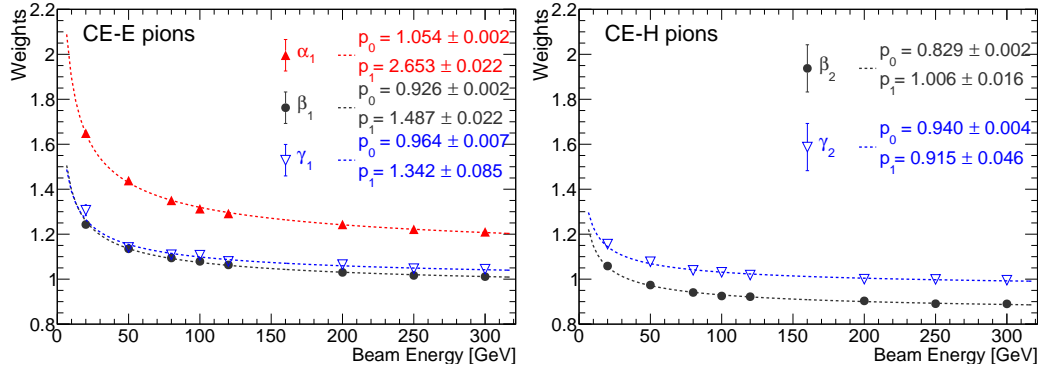 Weights
CE-E pions
α1
p0 = 1.054 ± 0.002
p1 = 2.653 ± 0.022
β1
p0 = 0.926 ± 0.002
p1 = 1.487 ± 0.022
γ1
p0 = 0.964 ± 0.007
p1 = 1.342 ± 0.085
2
1.8
1.6
1.4
1.2
1
0.8
0 50 100 150 200 250 300
Beam Energy [GeV]
Weights
CE-H pions
β2
p0 = 0.829 ± 0.002
p1 = 1.006 ± 0.016
γ2
p0 = 0.940 ± 0.004
p1 = 0.915 ± 0.046
2
1.8
1.6
1.4
1.2
1
0.8
0 50 100 150 200 250 300
Beam Energy [GeV]